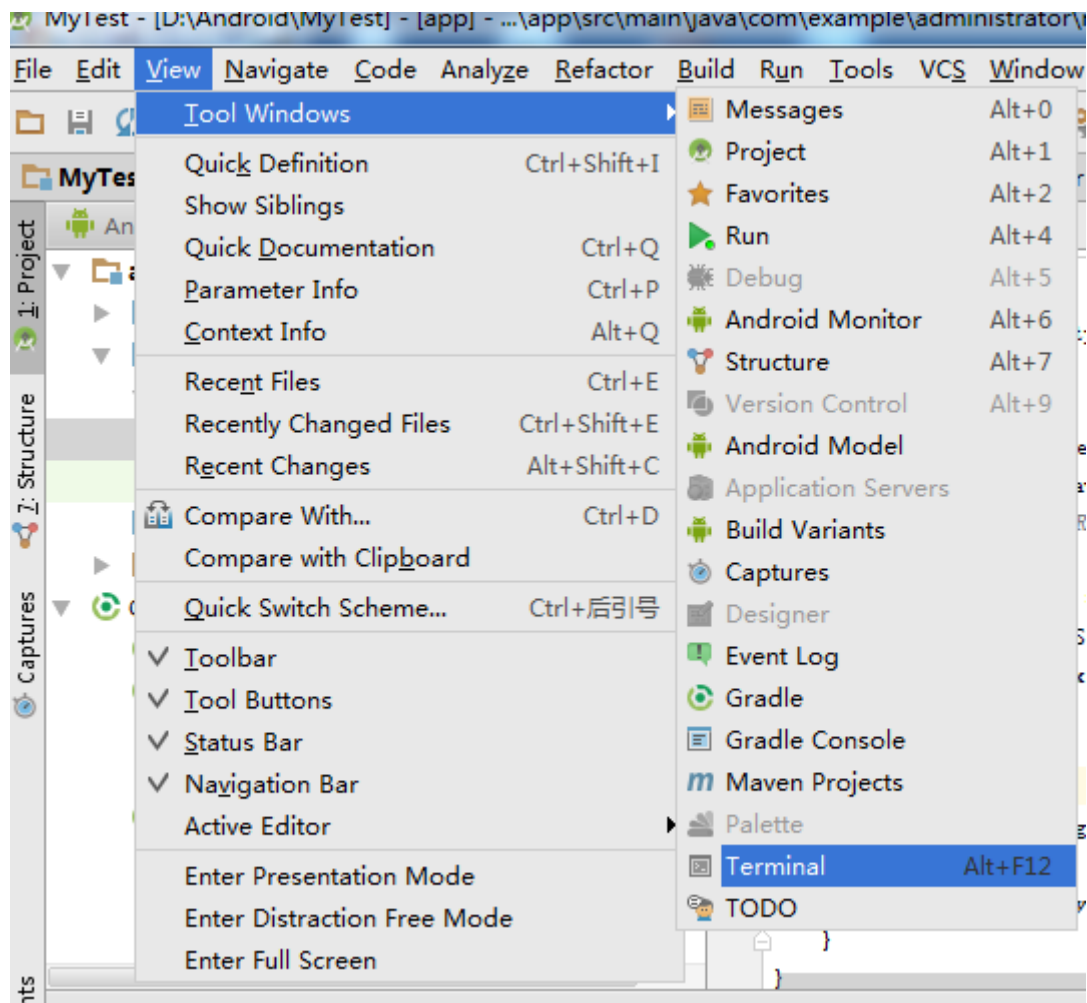 MyTest - [D:\Android\MyTest] - [app] - ...\app\src\main\java\com\example\administrator\
File Edit View Navigate Code Analyze Refactor Build Run Tools VCS Window
MyTes
1: Project
7: Structure
Captures
An
Tool Windows
Quick Definition Ctrl+Shift+I
Show Siblings
Quick Documentation Ctrl+Q
Parameter Info Ctrl+P
Context Info Alt+Q
Recent Files Ctrl+E
Recently Changed Files Ctrl+Shift+E
Recent Changes Alt+Shift+C
Compare With... Ctrl+D
Compare with Clipboard
Quick Switch Scheme... Ctrl+后引号
Toolbar
Tool Buttons
Status Bar
Navigation Bar
Active Editor
Enter Presentation Mode
Enter Distraction Free Mode
Enter Full Screen
Messages Alt+0
Project Alt+1
Favorites Alt+2
Run Alt+4
Debug Alt+5
Android Monitor Alt+6
Structure Alt+7
Version Control Alt+9
Android Model
Application Servers
Build Variants
Captures
Designer
Event Log
Gradle
Gradle Console
Maven Projects
Palette
Terminal Alt+F12
TODO
}
}